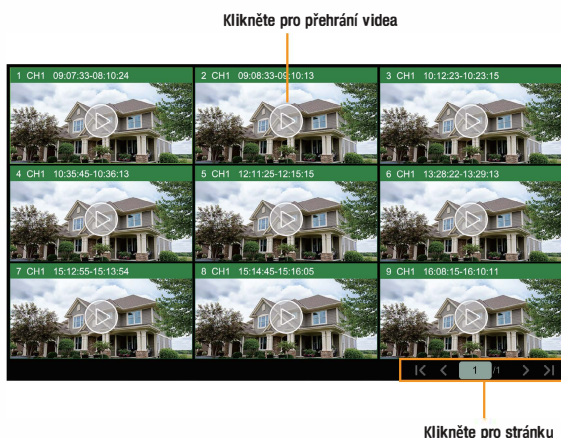 Klikněte pro přehrání videa
1 CH1 09:07:33-08:10:24
2 CH1 09:08:33-09:10:13
3 CH1 10:12:23-10:23:15
4 CH1 10:35:45-10:36:13
5 CH1 12:11:25-12:15:15
6 CH1 13:28:22-13:29:13
7 CH1 15:12:55-15:13:54
8 CH1 15:14:45-15:16:05
9 CH1 16:08:15-16:10:11
1 /1
Klikněte pro stránku